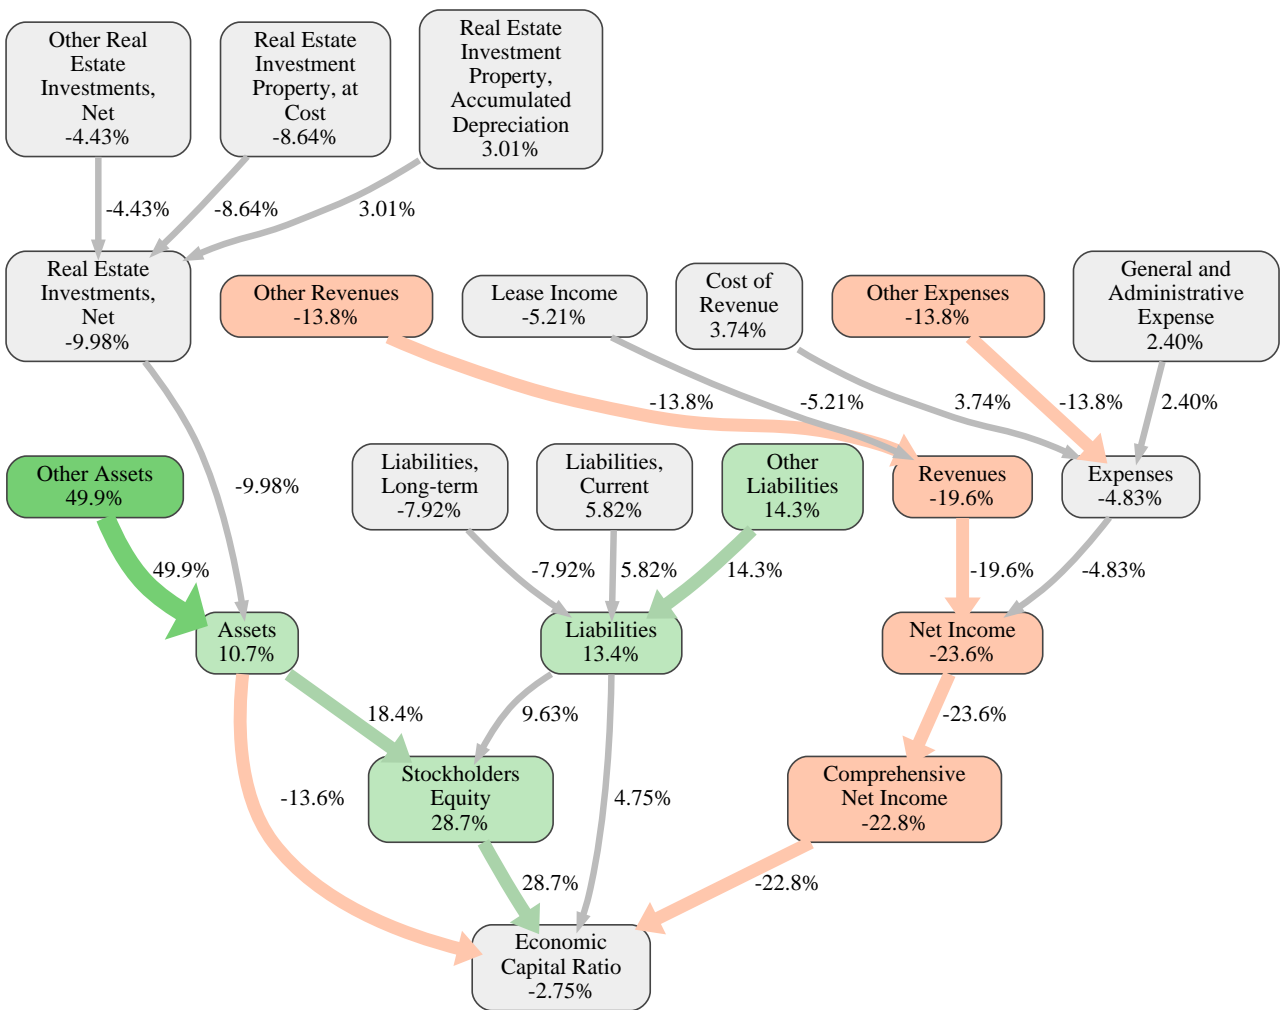 Other Real
Estate
Investments,
Net
-4.43%
Real Estate
Investment
Property, at
Cost
-8.64%
Real Estate
Investment
Property,
Accumulated
Depreciation
3.01%
-4.43%
-8.64%
3.01%
Real Estate
Investments,
Net
-9.98%
Other Revenues
-13.8%
Lease Income
-5.21%
Cost of
Revenue
3.74%
Other Expenses
-13.8%
General and
Administrative
Expense
2.40%
-13.8%
-5.21%
3.74%
-13.8%
2.40%
Other Assets
49.9%
-9.98%
Liabilities,
Long-term
-7.92%
Liabilities,
Current
5.82%
Other
Liabilities
14.3%
Revenues
-19.6%
Expenses
-4.83%
49.9%
-7.92%
5.82%
14.3%
-19.6%
-4.83%
Assets
10.7%
Liabilities
13.4%
Net Income
-23.6%
18.4%
9.63%
-23.6%
-13.6%
Stockholders
Equity
28.7%
4.75%
Comprehensive
Net Income
-22.8%
28.7%
-22.8%
Economic
Capital Ratio
-2.75%